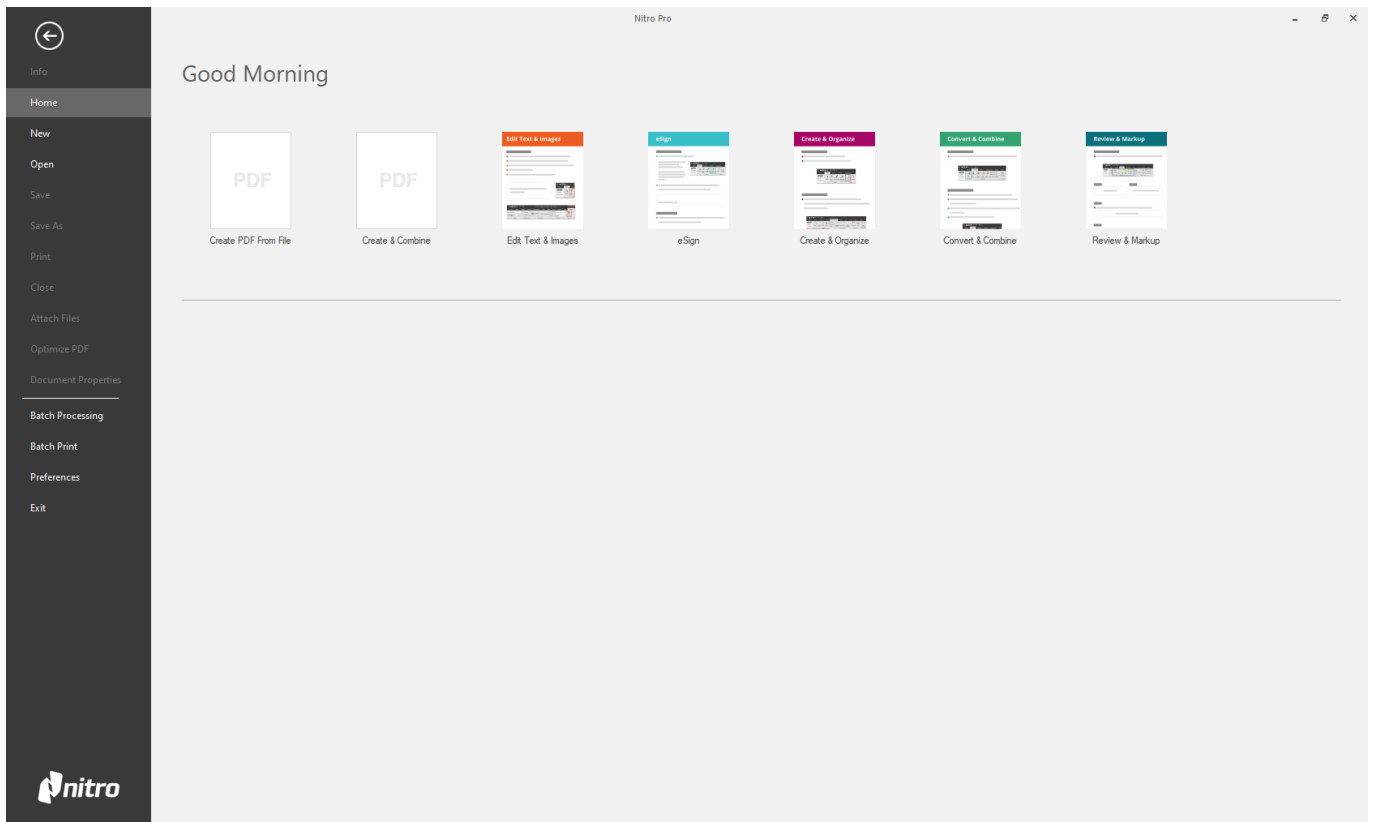 Nitro Pro
Info
Home
New
Open
Save
Save As
Print
Close
Attach Files
Optimize PDF
Document Properties
Batch Processing
Batch Print
Preferences
Exit
nitro
Good Morning
PDF
Create PDF From File
PDF
Create & Combine
Edit Text & Images
Edit Text & Images
eSign
eSign
Create & Organize
Create & Organize
Convert & Combine
Convert & Combine
Review & Markup
Review & Markup